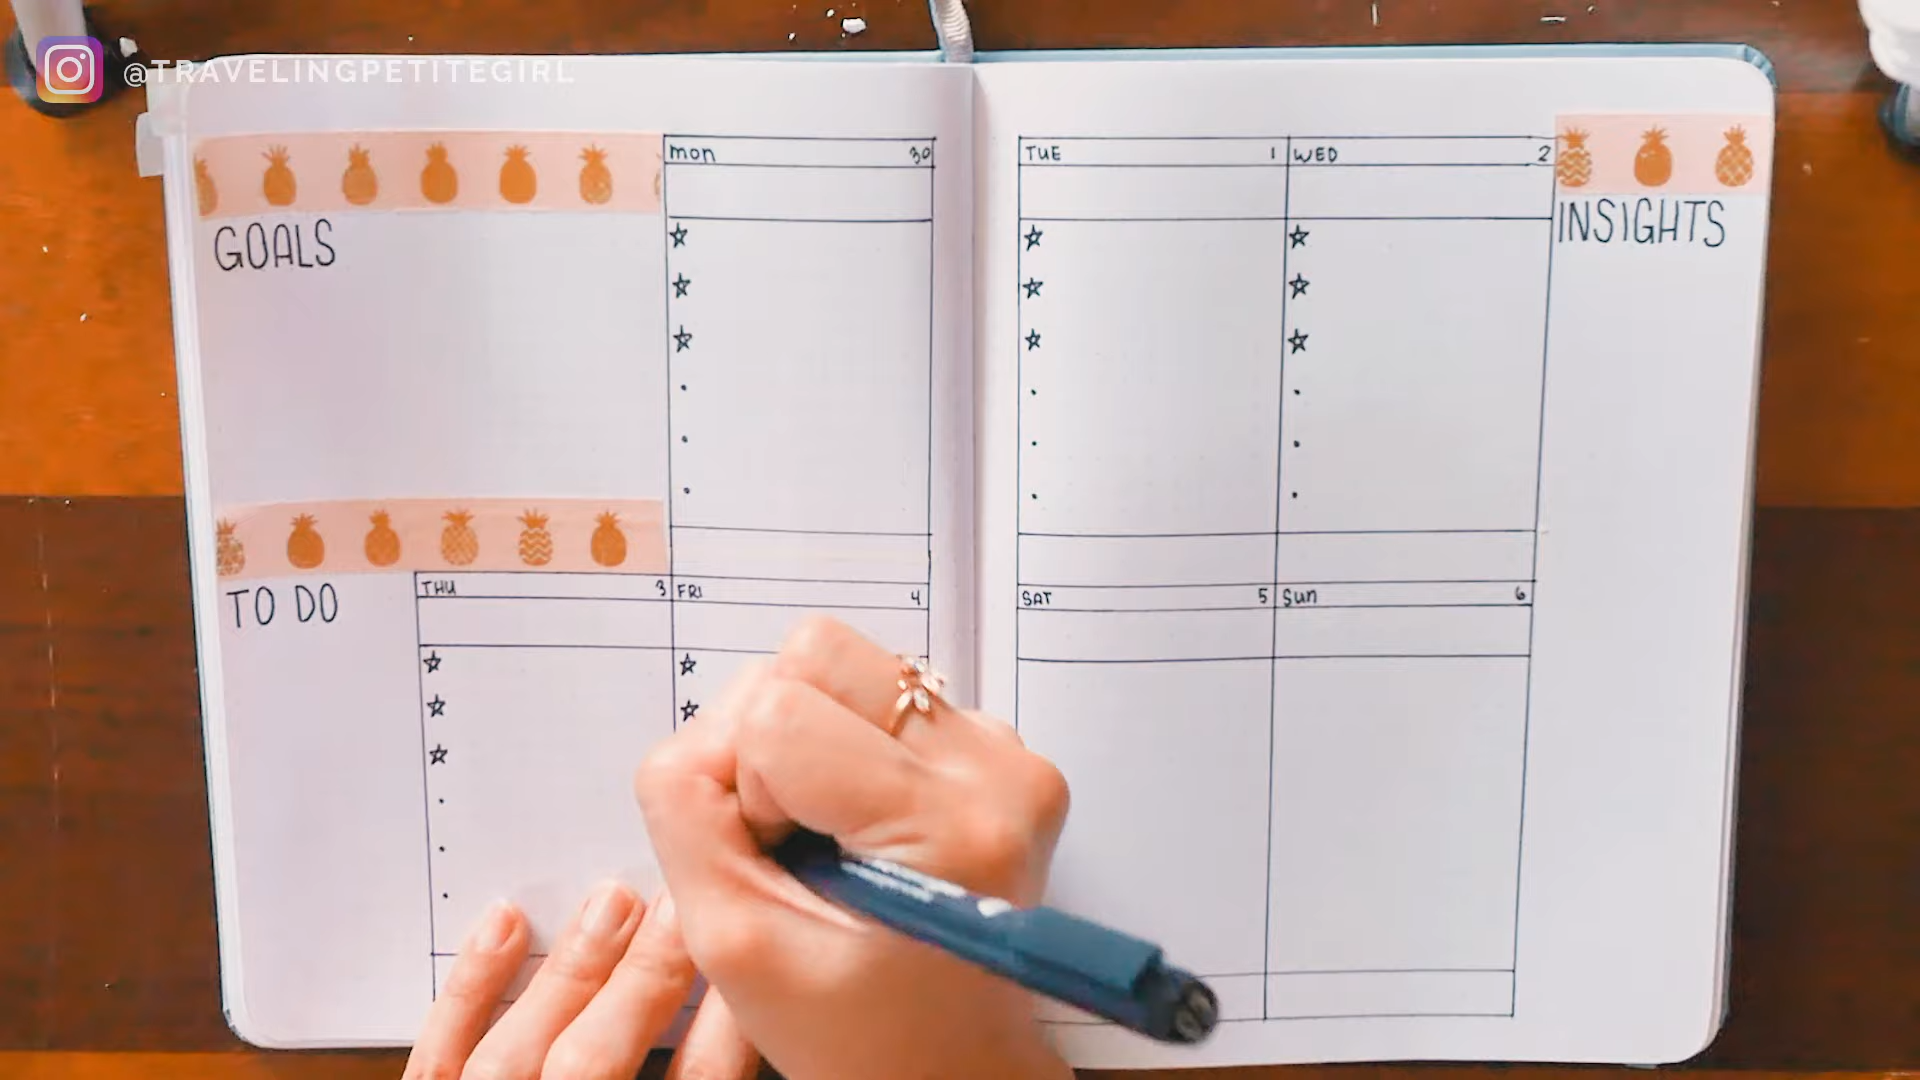 @TRAVELINGPETITEGIRL
GOALS
mon 30
TUE 1
WED 2
INSIGHTS
TO DO
THU 3
FRI 4
SAT 5
Sun 6